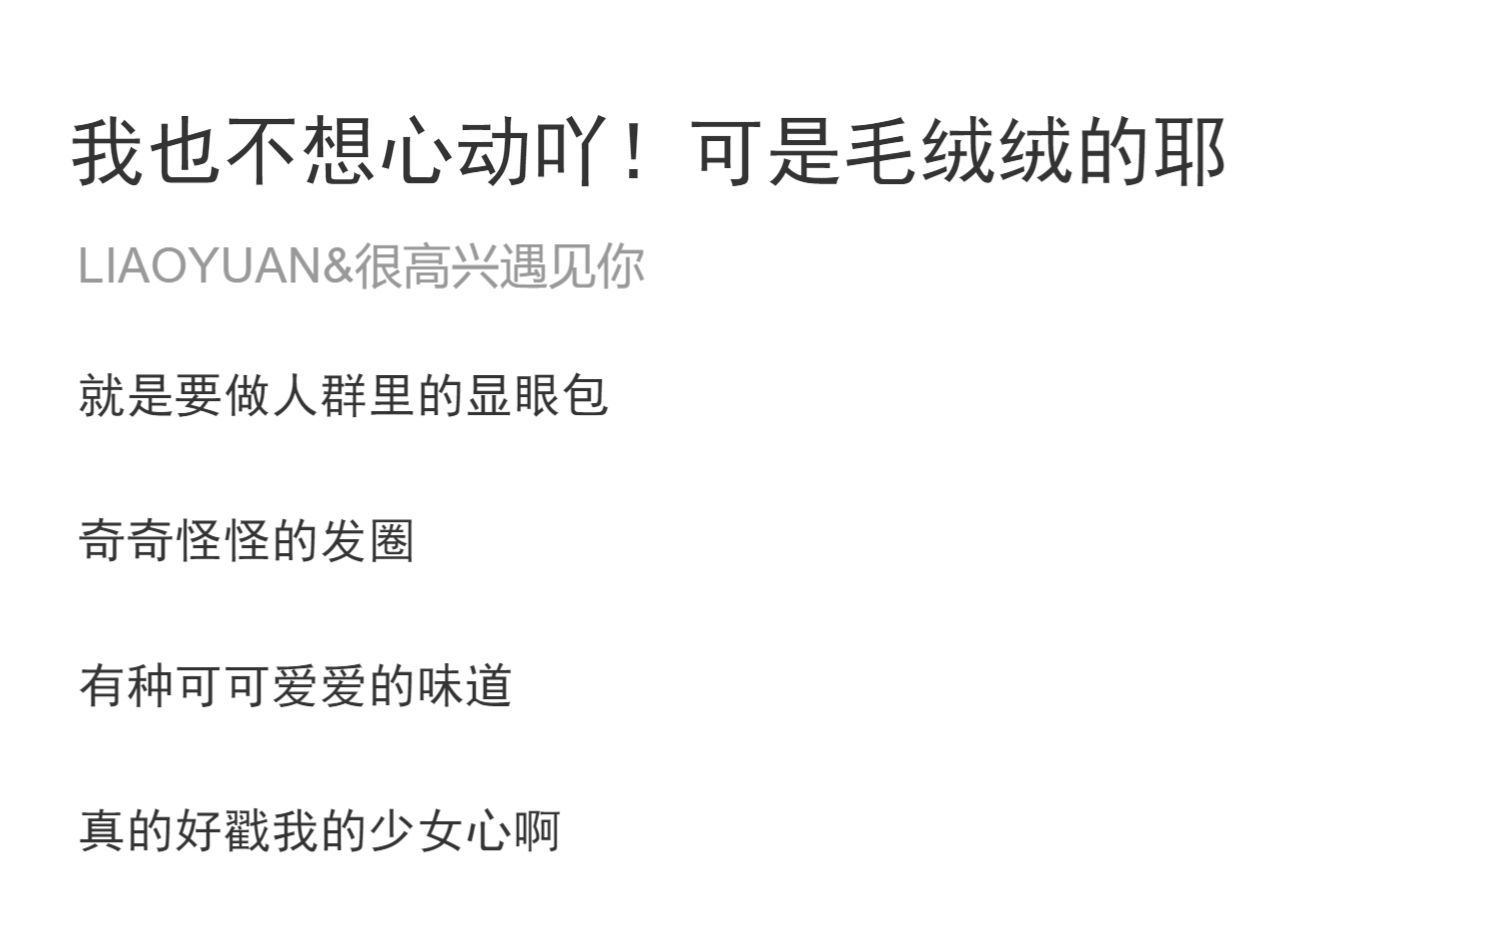 我也不想心动吖！可是毛绒绒的耶
LIAOYUAN&很高兴遇见你
就是要做人群里的显眼包
奇奇怪怪的发圈
有种可可爱爱的味道
真的好戳我的少女心啊